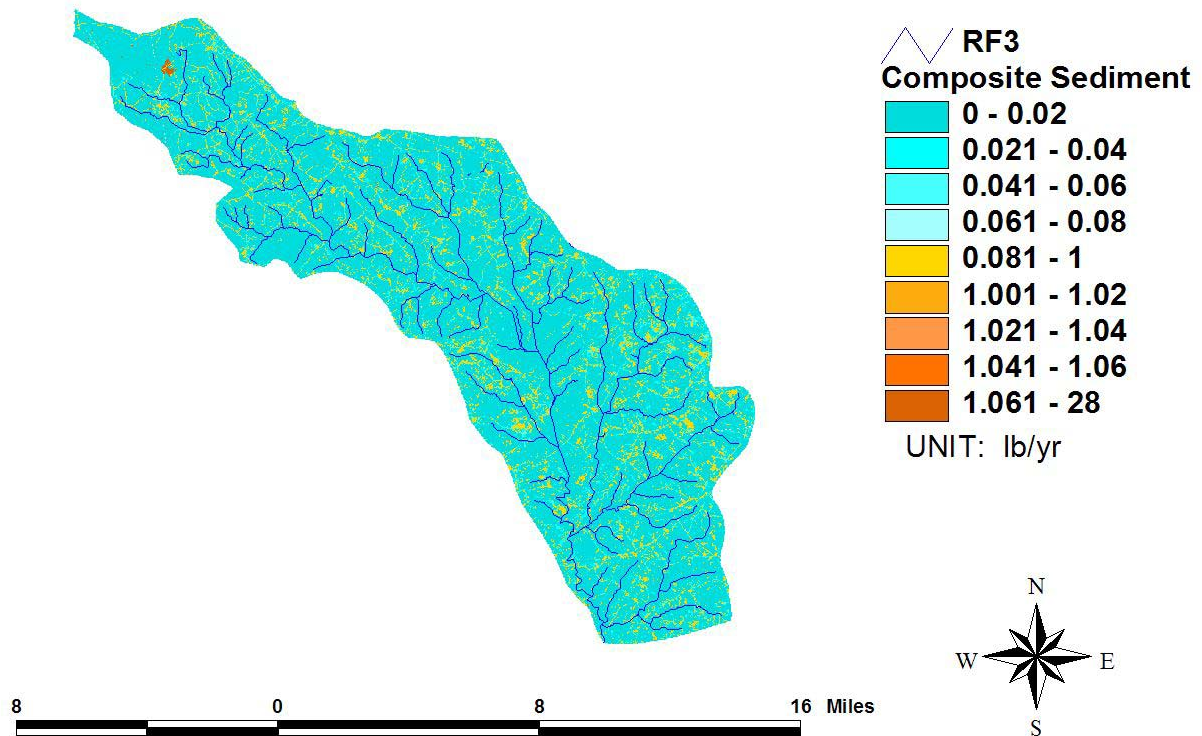 RF3
Composite Sediment
0 - 0.02
0.021 - 0.04
0.041 - 0.06
0.061 - 0.08
0.081 - 1
1.001 - 1.02
1.021 - 1.04
1.041 - 1.06
1.061 - 28
UNIT: lb/yr
N
W E
S
8 0 8 16 Miles